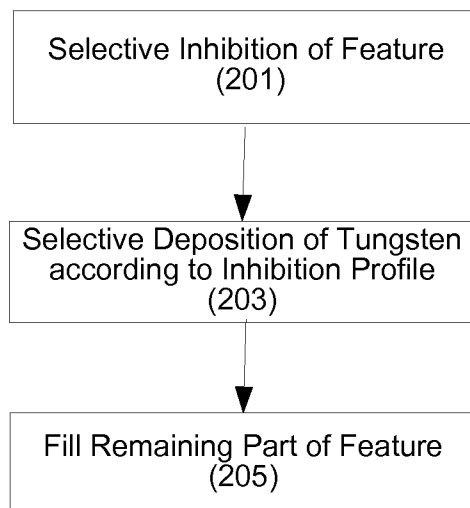 Selective Inhibition of Feature
(201)
Selective Deposition of Tungsten
according to Inhibition Profile
(203)
Fill Remaining Part of Feature
(205)